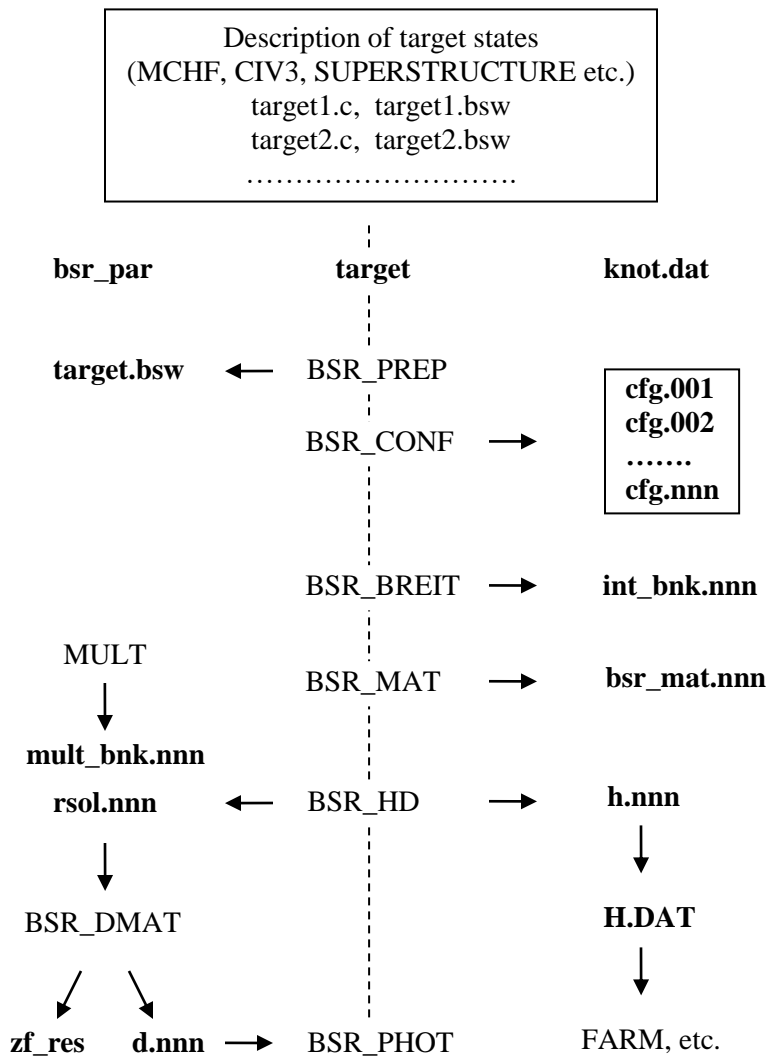 Description of target states
(MCHF, CIV3, SUPERSTRUCTURE etc.)
target1.c, target1.bsw
target2.c, target2.bsw
……………………….
bsr_par target knot.dat
target.bsw BSR_PREP
cfg.001
cfg.002
…….
cfg.nnn
BSR_CONF
BSR_BREIT int_bnk.nnn
MULT
BSR_MAT bsr_mat.nnn
mult_bnk.nnn
rsol.nnn BSR_HD h.nnn
BSR_DMAT H.DAT
zf_res d.nnn BSR_PHOT FARM, etc.